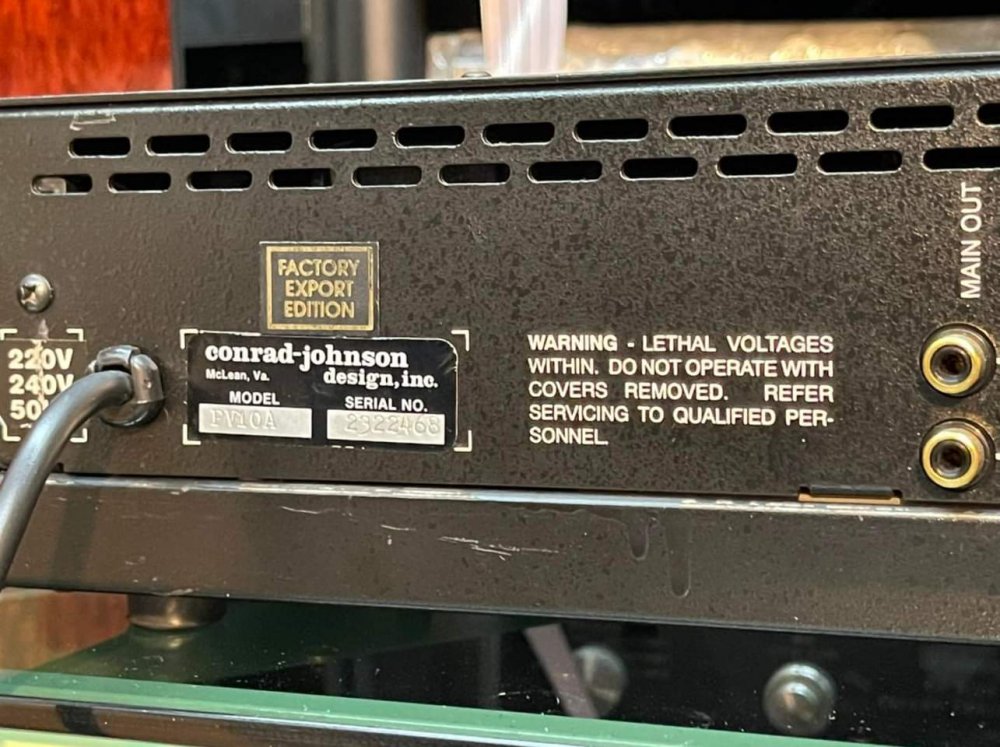 MAIN OUT
FACTORY
EXPORT
EDITION
220V
240V
conrad-johnson
design, inc.
McLean, Va.
MODEL
SERIAL NO.
PV10A
2322468
WARNING - LETHAL VOLTAGES
WITHIN. DO NOT OPERATE WITH
COVERS REMOVED. REFER
SERVICING TO QUALIFIED PER-
SONNEL.